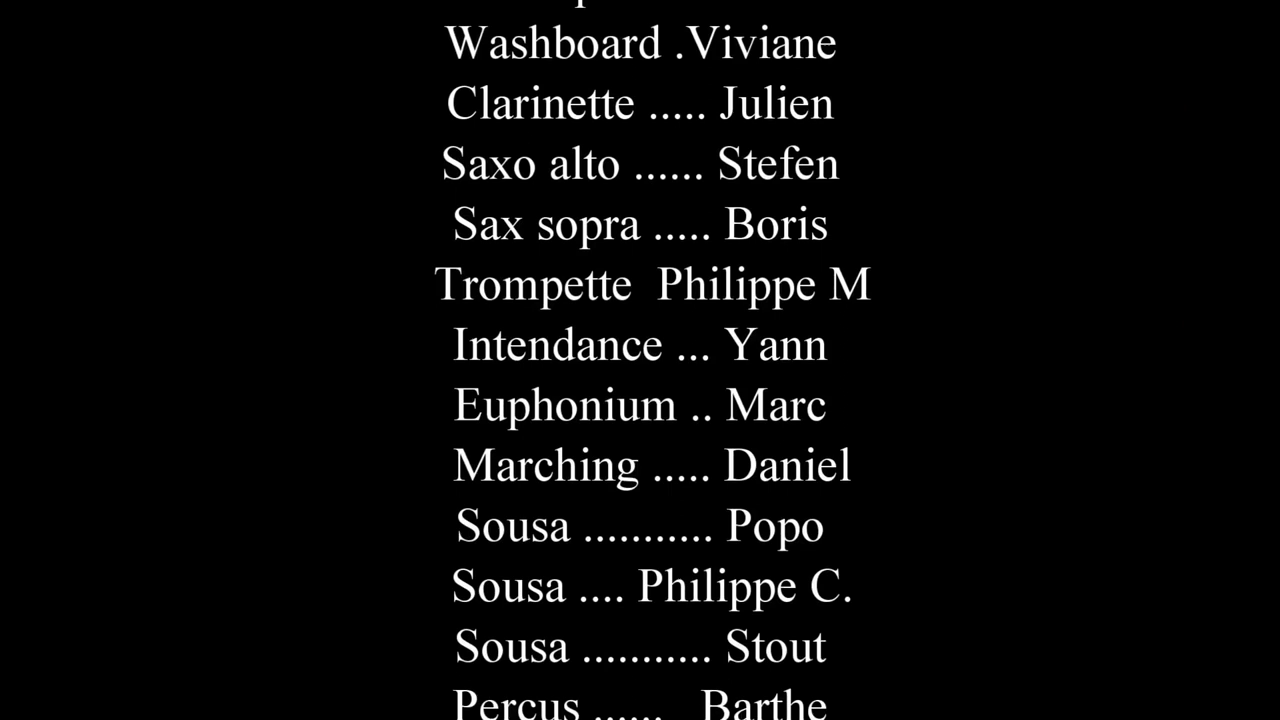 Washboard .Viviane
Clarinette ..... Julien
Saxo alto ...... Stefen
Sax sopra ..... Boris
Trompette  Philippe M
Intendance ... Yann
Euphonium .. Marc
Marching ..... Daniel
Sousa ........... Popo
Sousa .... Philippe C.
Sousa ........... Stout
Percus ......   Barthe